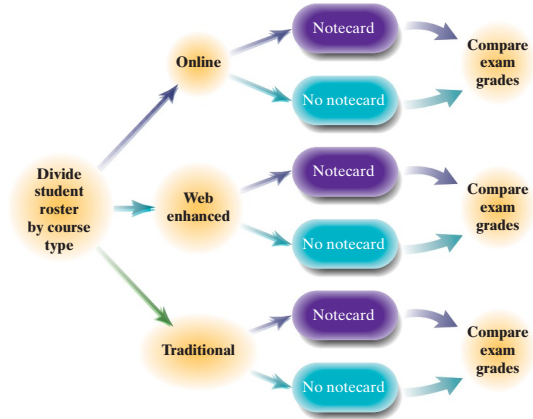 Divide
student
roster
by course
type
Online
Notecard
No notecard
Compare
exam
grades
Web
enhanced
Notecard
No notecard
Compare
exam
grades
Traditional
Notecard
No notecard
Compare
exam
grades